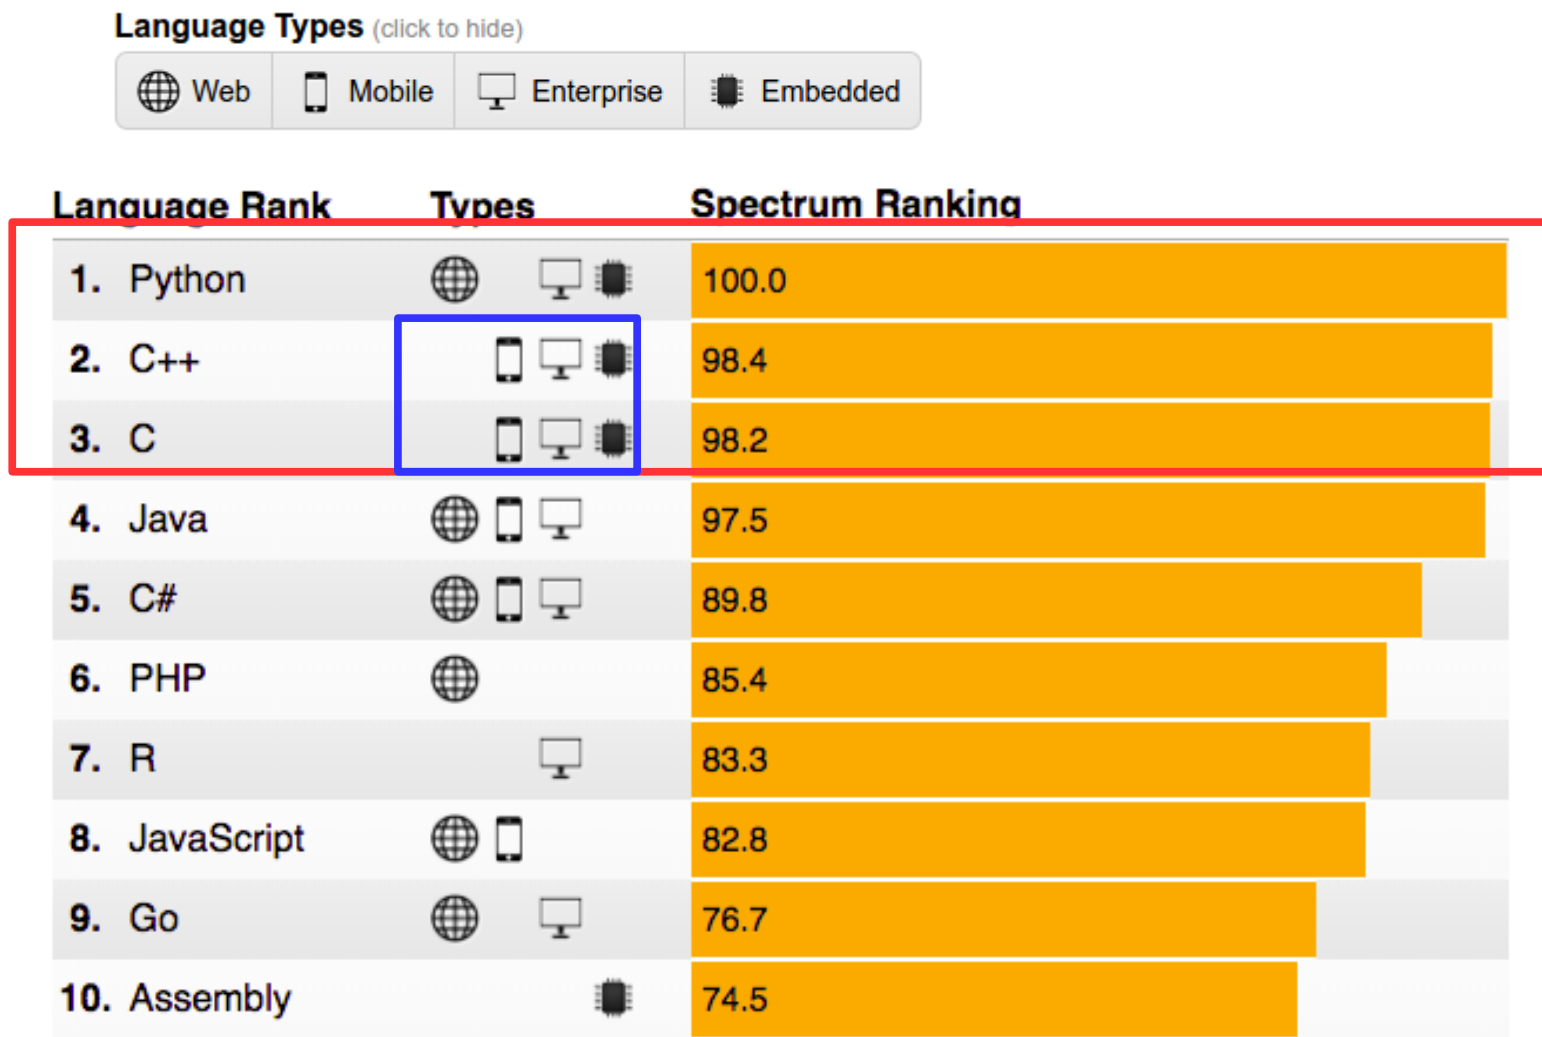 Language Types (click to hide)
Web Mobile Enterprise Embedded
Language Rank Types Spectrum Ranking
1. Python 100.0
2. C++ 98.4
3. C 98.2
4. Java 97.5
5. C# 89.8
6. PHP 85.4
7. R 83.3
8. JavaScript 82.8
9. Go 76.7
10. Assembly 74.5